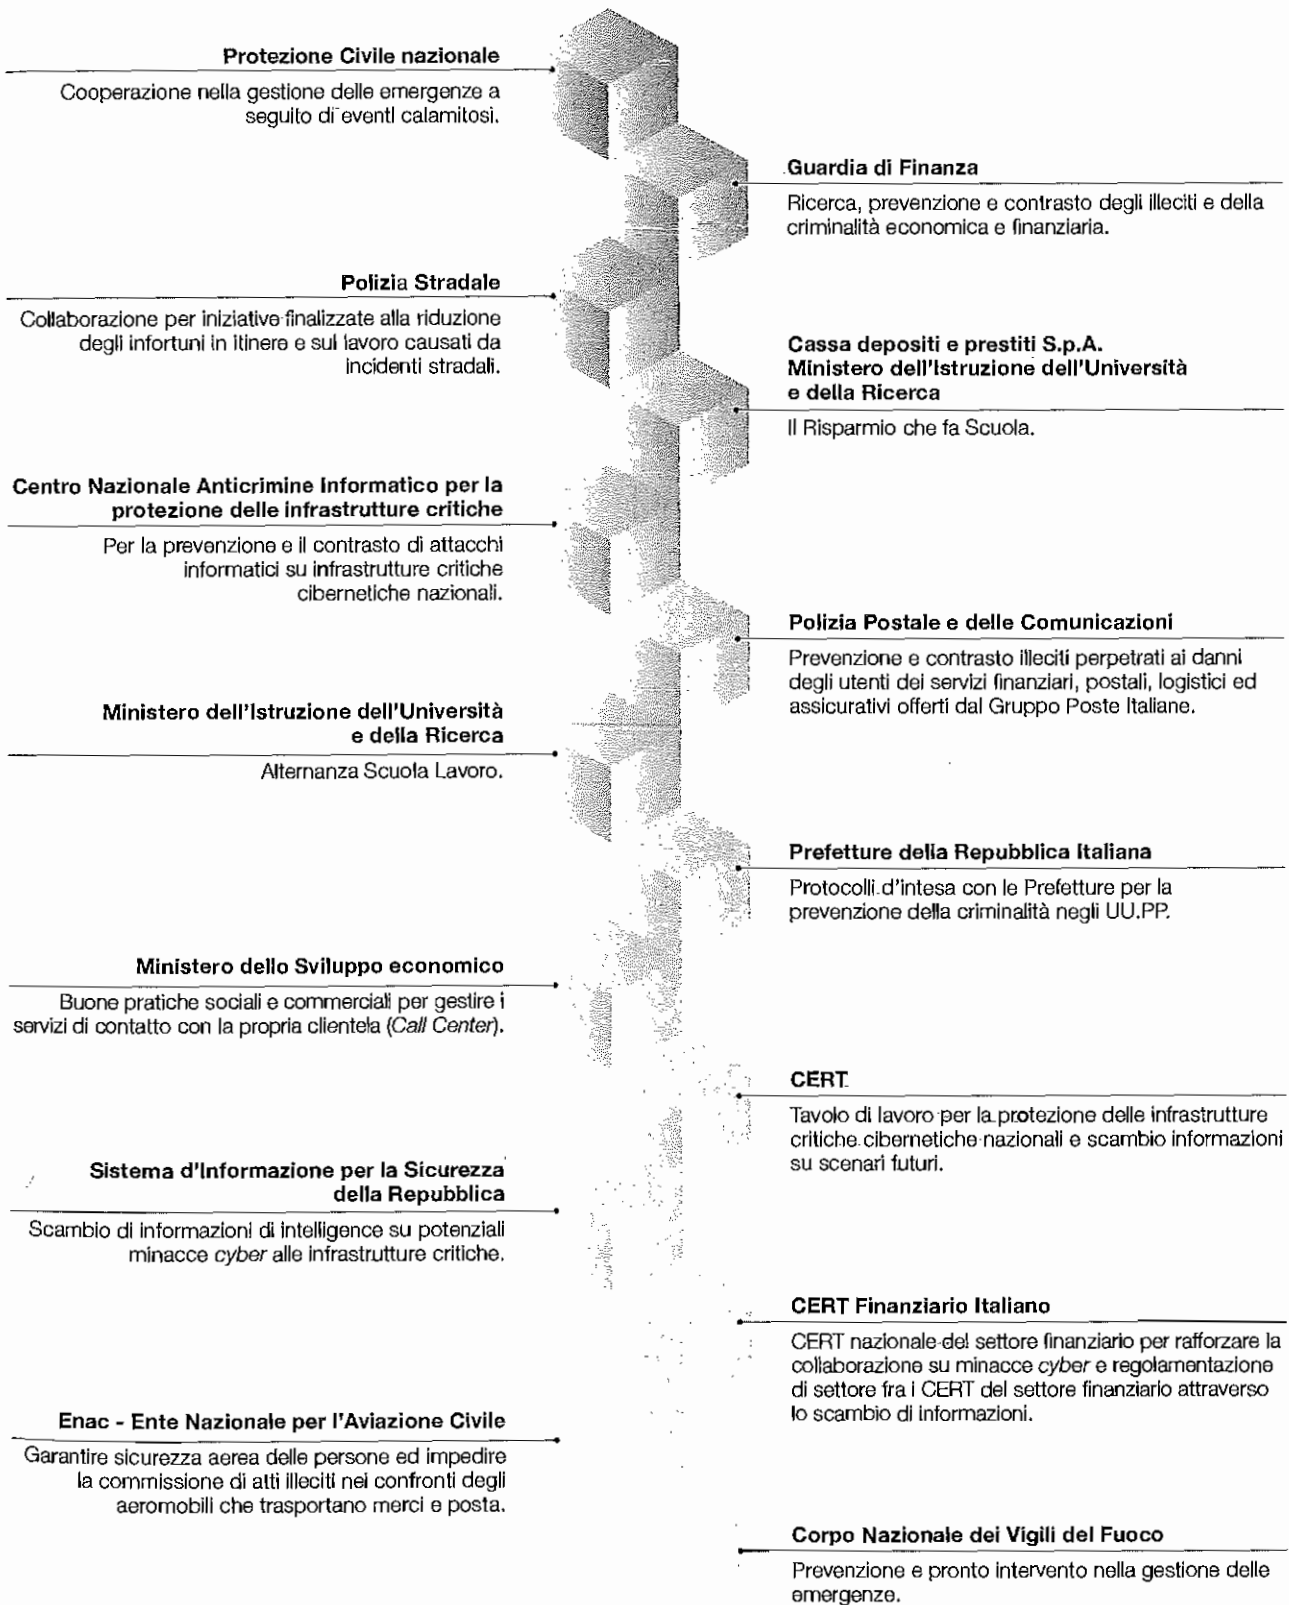 Protezione Civile nazionale
Cooperazione nella gestione delle emergenze a
seguito di eventi calamitosi.
Guardia di Finanza
Ricerca, prevenzione e contrasto degli illeciti e della
criminalità economica e finanziaria.
Polizia Stradale
Collaborazione per iniziative finalizzate alla riduzione
degli infortuni in itinere e sul lavoro causati da
incidenti stradali.
Cassa depositi e prestiti S.p.A.
Ministero dell'Istruzione dell'Università
e della Ricerca
Il Risparmio che fa Scuola.
Centro Nazionale Anticrimine Informatico per la
protezione delle infrastrutture critiche
Per la prevenzione e il contrasto di attacchi
informatici su infrastrutture critiche
cibernetiche nazionali.
Polizia Postale e delle Comunicazioni
Prevenzione e contrasto illeciti perpetrati ai danni
degli utenti dei servizi finanziari, postali, logistici ed
assicurativi offerti dal Gruppo Poste Italiane.
Ministero dell'Istruzione dell'Università
e della Ricerca
Alternanza Scuola Lavoro.
Prefetture della Repubblica Italiana
Protocolli d'intesa con le Prefetture per la
prevenzione della criminalità negli UU.PP.
Ministero dello Sviluppo economico
Buone pratiche sociali e commerciali per gestire i
servizi di contatto con la propria clientela (Call Center).
CERT
Tavolo di lavoro per la protezione delle infrastrutture
critiche cibernetiche nazionali e scambio informazioni
su scenari futuri.
Sistema d'Informazione per la Sicurezza
della Repubblica
Scambio di informazioni di intelligence su potenziali
minacce cyber alle infrastrutture critiche.
CERT Finanziario Italiano
CERT nazionale del settore finanziario per rafforzare la
collaborazione su minacce cyber e regolamentazione
di settore fra i CERT del settore finanziario attraverso
lo scambio di informazioni.
Enac - Ente Nazionale per l'Aviazione Civile
Garantire sicurezza aerea delle persone ed impedire
la commissione di atti illeciti nei confronti degli
aeromobili che trasportano merci e posta.
Corpo Nazionale dei Vigili del Fuoco
Prevenzione e pronto intervento nella gestione delle
emergenze.